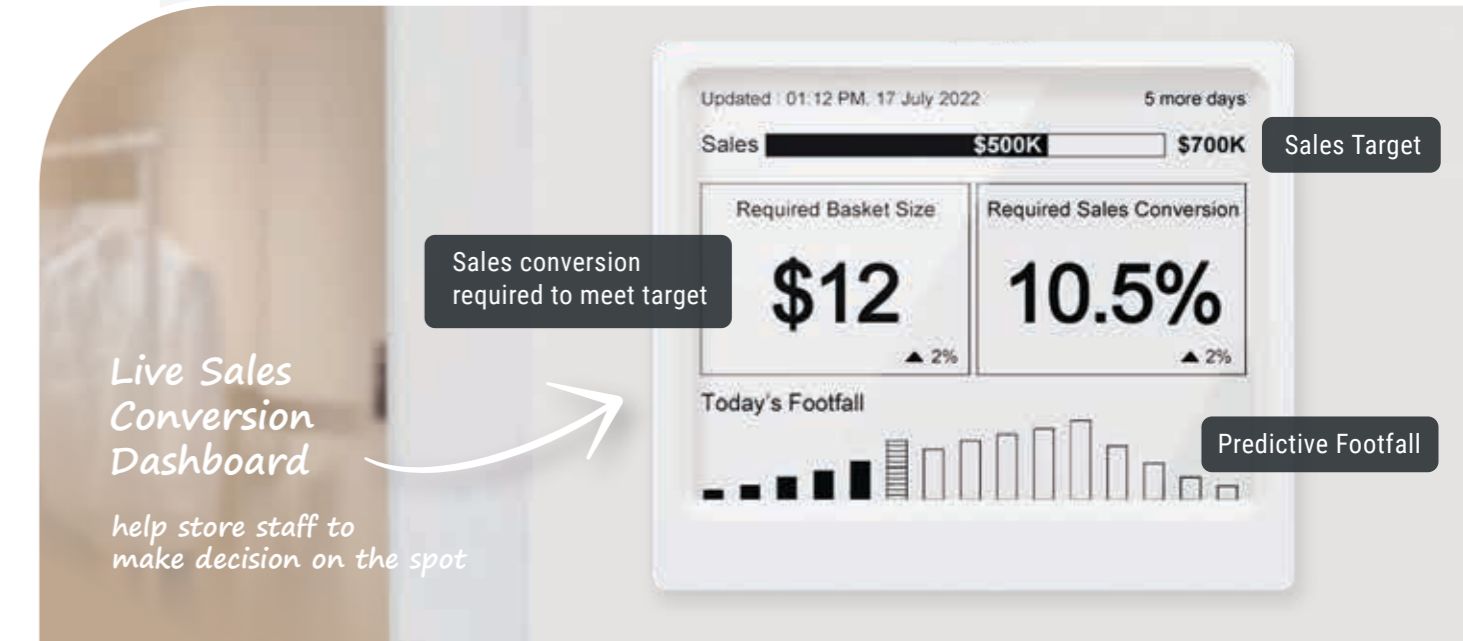 Updated : 01:12 PM, 17 July 2022
5 more days
Sales $500K $700K
Sales Target
Required Basket Size
$12
▲ 2%
Required Sales Conversion
10.5%
▲ 2%
Sales conversion
required to meet target
Live Sales
Conversion
Dashboard
help store staff to
make decision on the spot
Today's Footfall
Predictive Footfall